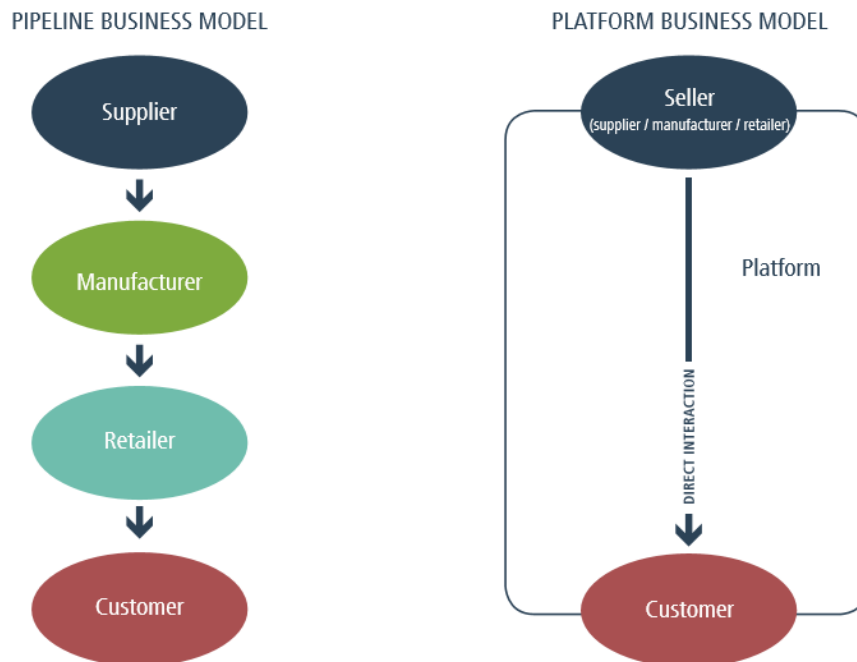 PIPELINE BUSINESS MODEL
Supplier
Manufacturer
Retailer
Customer
PLATFORM BUSINESS MODEL
Seller
(supplier / manufacturer / retailer)
Platform
DIRECT INTERACTION
Customer